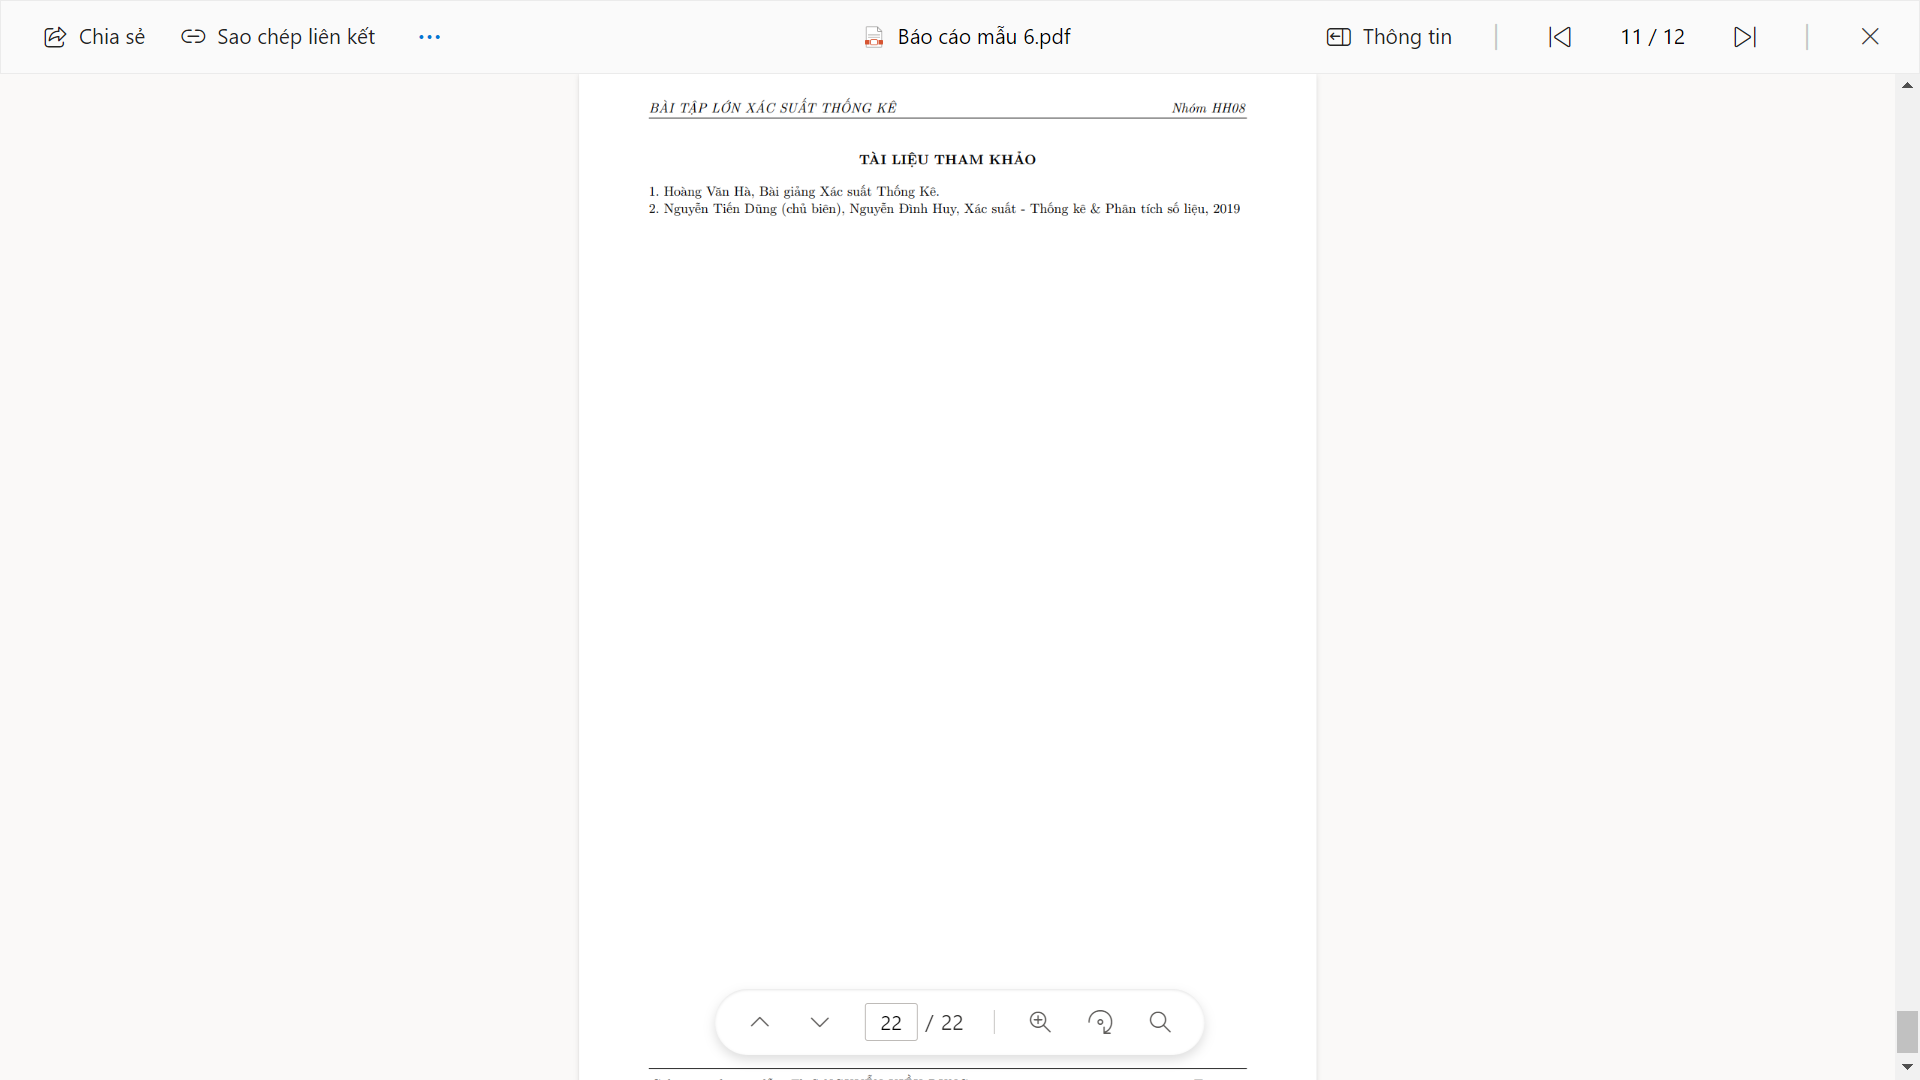 Chia sẻ
Sao chép liên kết
Báo cáo mẫu 6.pdf
Thông tin
11 / 12
BÀI TẬP LỚN XÁC SUẤT THỐNG KÊ
Nhóm HH08
TÀI LIỆU THAM KHẢO
1. Hoàng Văn Hà, Bài giảng Xác suất Thống Kê.
2. Nguyễn Tiến Dũng (chủ biên), Nguyễn Đình Huy, Xác suất - Thống kê & Phân tích số liệu, 2019
22 / 22